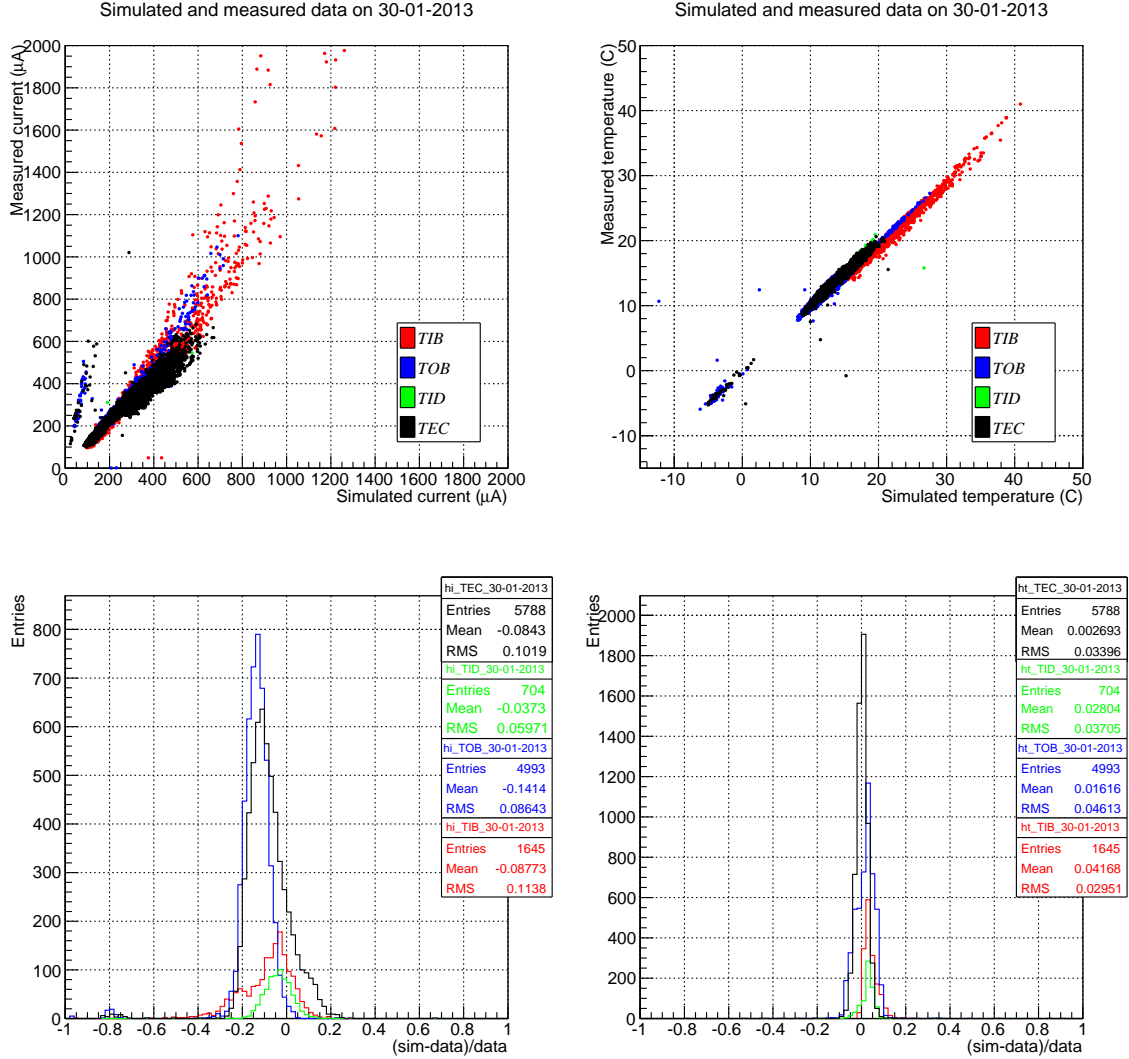 Simulated and measured data on 30-01-2013
Measured current (μA)
2000
1800
1600
1400
1200
1000
800
600
400
200
0
0 200 400 600 800 1000 1200 1400 1600 1800 2000
Simulated current (μA)
TIB
TOB
TID
TEC
Simulated and measured data on 30-01-2013
Measured temperature (C)
50
40
30
20
10
0
-10
-10 0 10 20 30 40 50
Simulated temperature (C)
TIB
TOB
TID
TEC
Entries
800
700
600
500
400
300
200
100
0
-1 -0.8 -0.6 -0.4 -0.2 0 0.2 0.4 0.6 0.8 1
(sim-data)/data
hi_TEC_30-01-2013
Entries 5788
Mean -0.0843
RMS 0.1019
hi_TID_30-01-2013
Entries 704
Mean -0.0373
RMS 0.05971
hi_TOB_30-01-2013
Entries 4993
Mean -0.1414
RMS 0.08643
hi_TIB_30-01-2013
Entries 1645
Mean -0.08773
RMS 0.1138
Entries
2000
1800
1600
1400
1200
1000
800
600
400
200
0
-1 -0.8 -0.6 -0.4 -0.2 0 0.2 0.4 0.6 0.8 1
(sim-data)/data
ht_TEC_30-01-2013
Entries 5788
Mean 0.002693
RMS 0.03396
ht_TID_30-01-2013
Entries 704
Mean 0.02804
RMS 0.03705
ht_TOB_30-01-2013
Entries 4993
Mean 0.01616
RMS 0.04613
ht_TIB_30-01-2013
Entries 1645
Mean 0.04168
RMS 0.02951